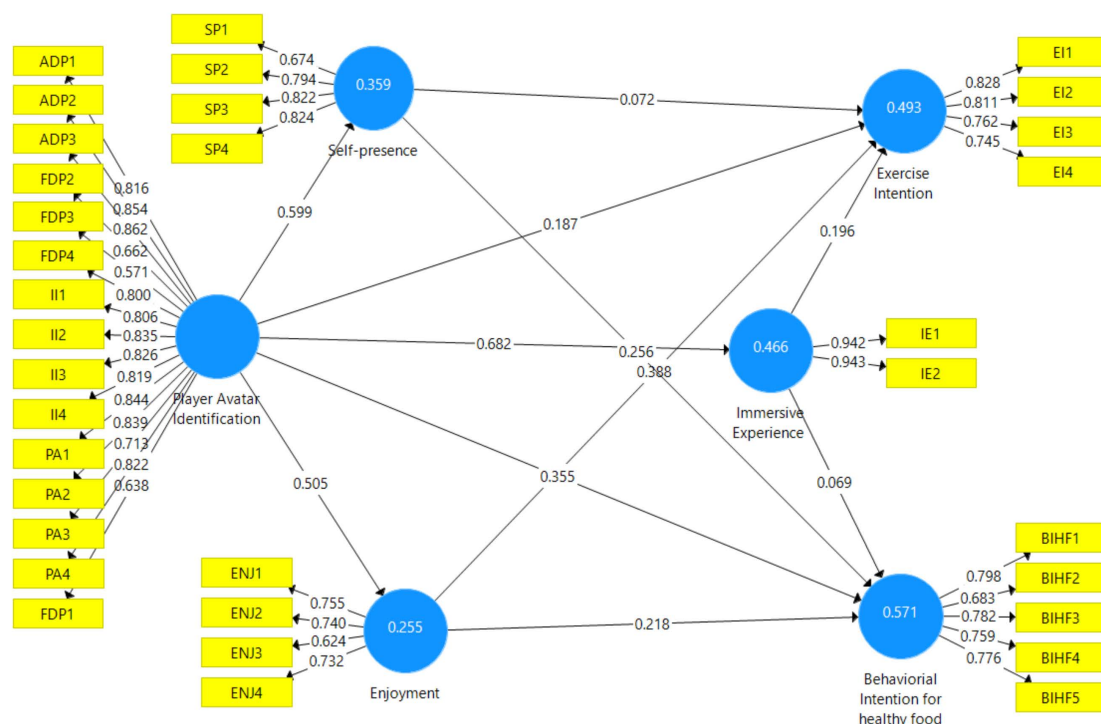 ADP1
ADP2
ADP3
FDP2
FDP3
FDP4
II1
II2
II3
II4
PA1
PA2
PA3
PA4
FDP1
0.816
0.854
0.862
0.662
0.571
0.800
0.806
0.835
0.826
0.819
0.844
0.839
0.713
0.822
0.638
Player Avatar
Identification
SP1
SP2
SP3
SP4
0.674
0.794
0.822
0.824
0.359
Self-presence
0.599
0.072
0.187
0.682
0.256
0.388
0.355
0.505
0.218
0.196
0.069
ENJ1
ENJ2
ENJ3
ENJ4
0.755
0.740
0.624
0.732
0.255
Enjoyment
0.493
Exercise
Intention
0.828
0.811
0.762
0.745
EI1
EI2
EI3
EI4
0.466
Immersive
Experience
0.942
0.943
IE1
IE2
0.571
Behaviorial
Intention for
healthy food
0.798
0.683
0.782
0.759
0.776
BIHF1
BIHF2
BIHF3
BIHF4
BIHF5